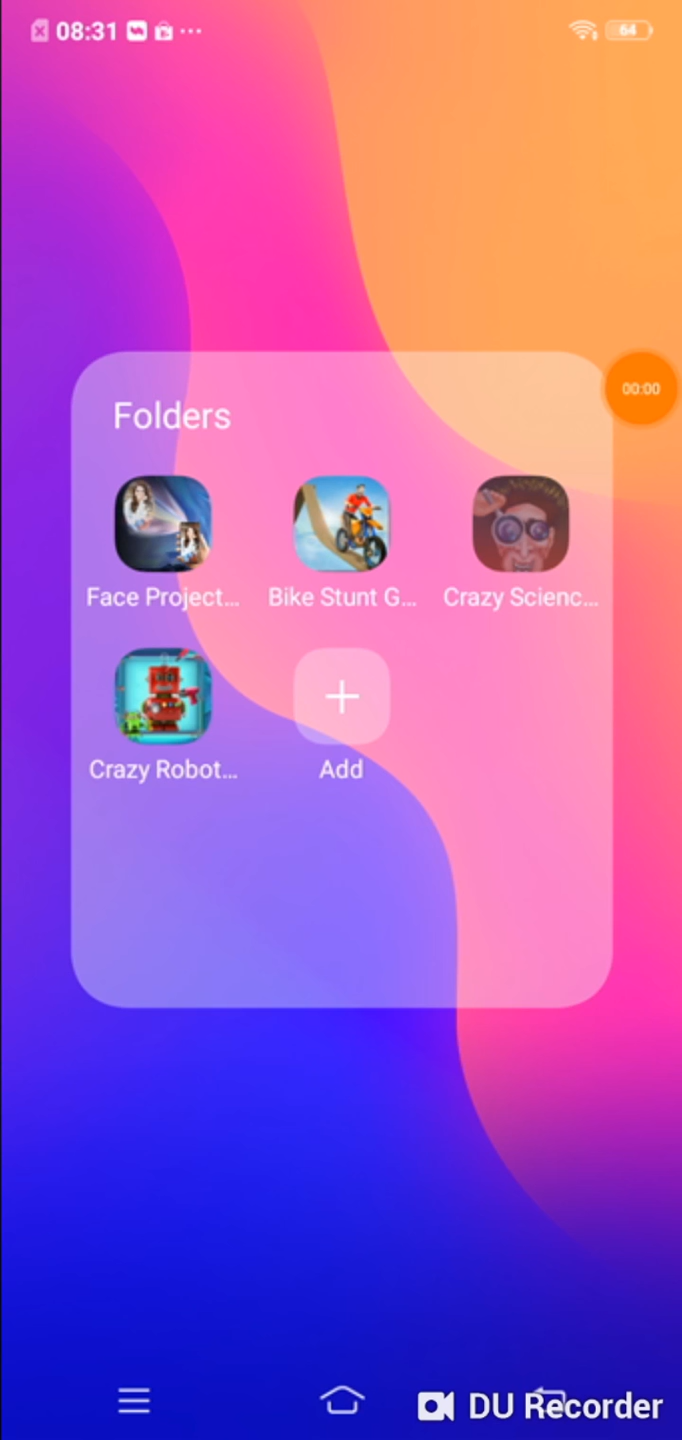 08:31
64
00:00
Folders
Face Project...
Bike Stunt G...
Crazy Scienc...
Crazy Robot...
Add
DU Recorder